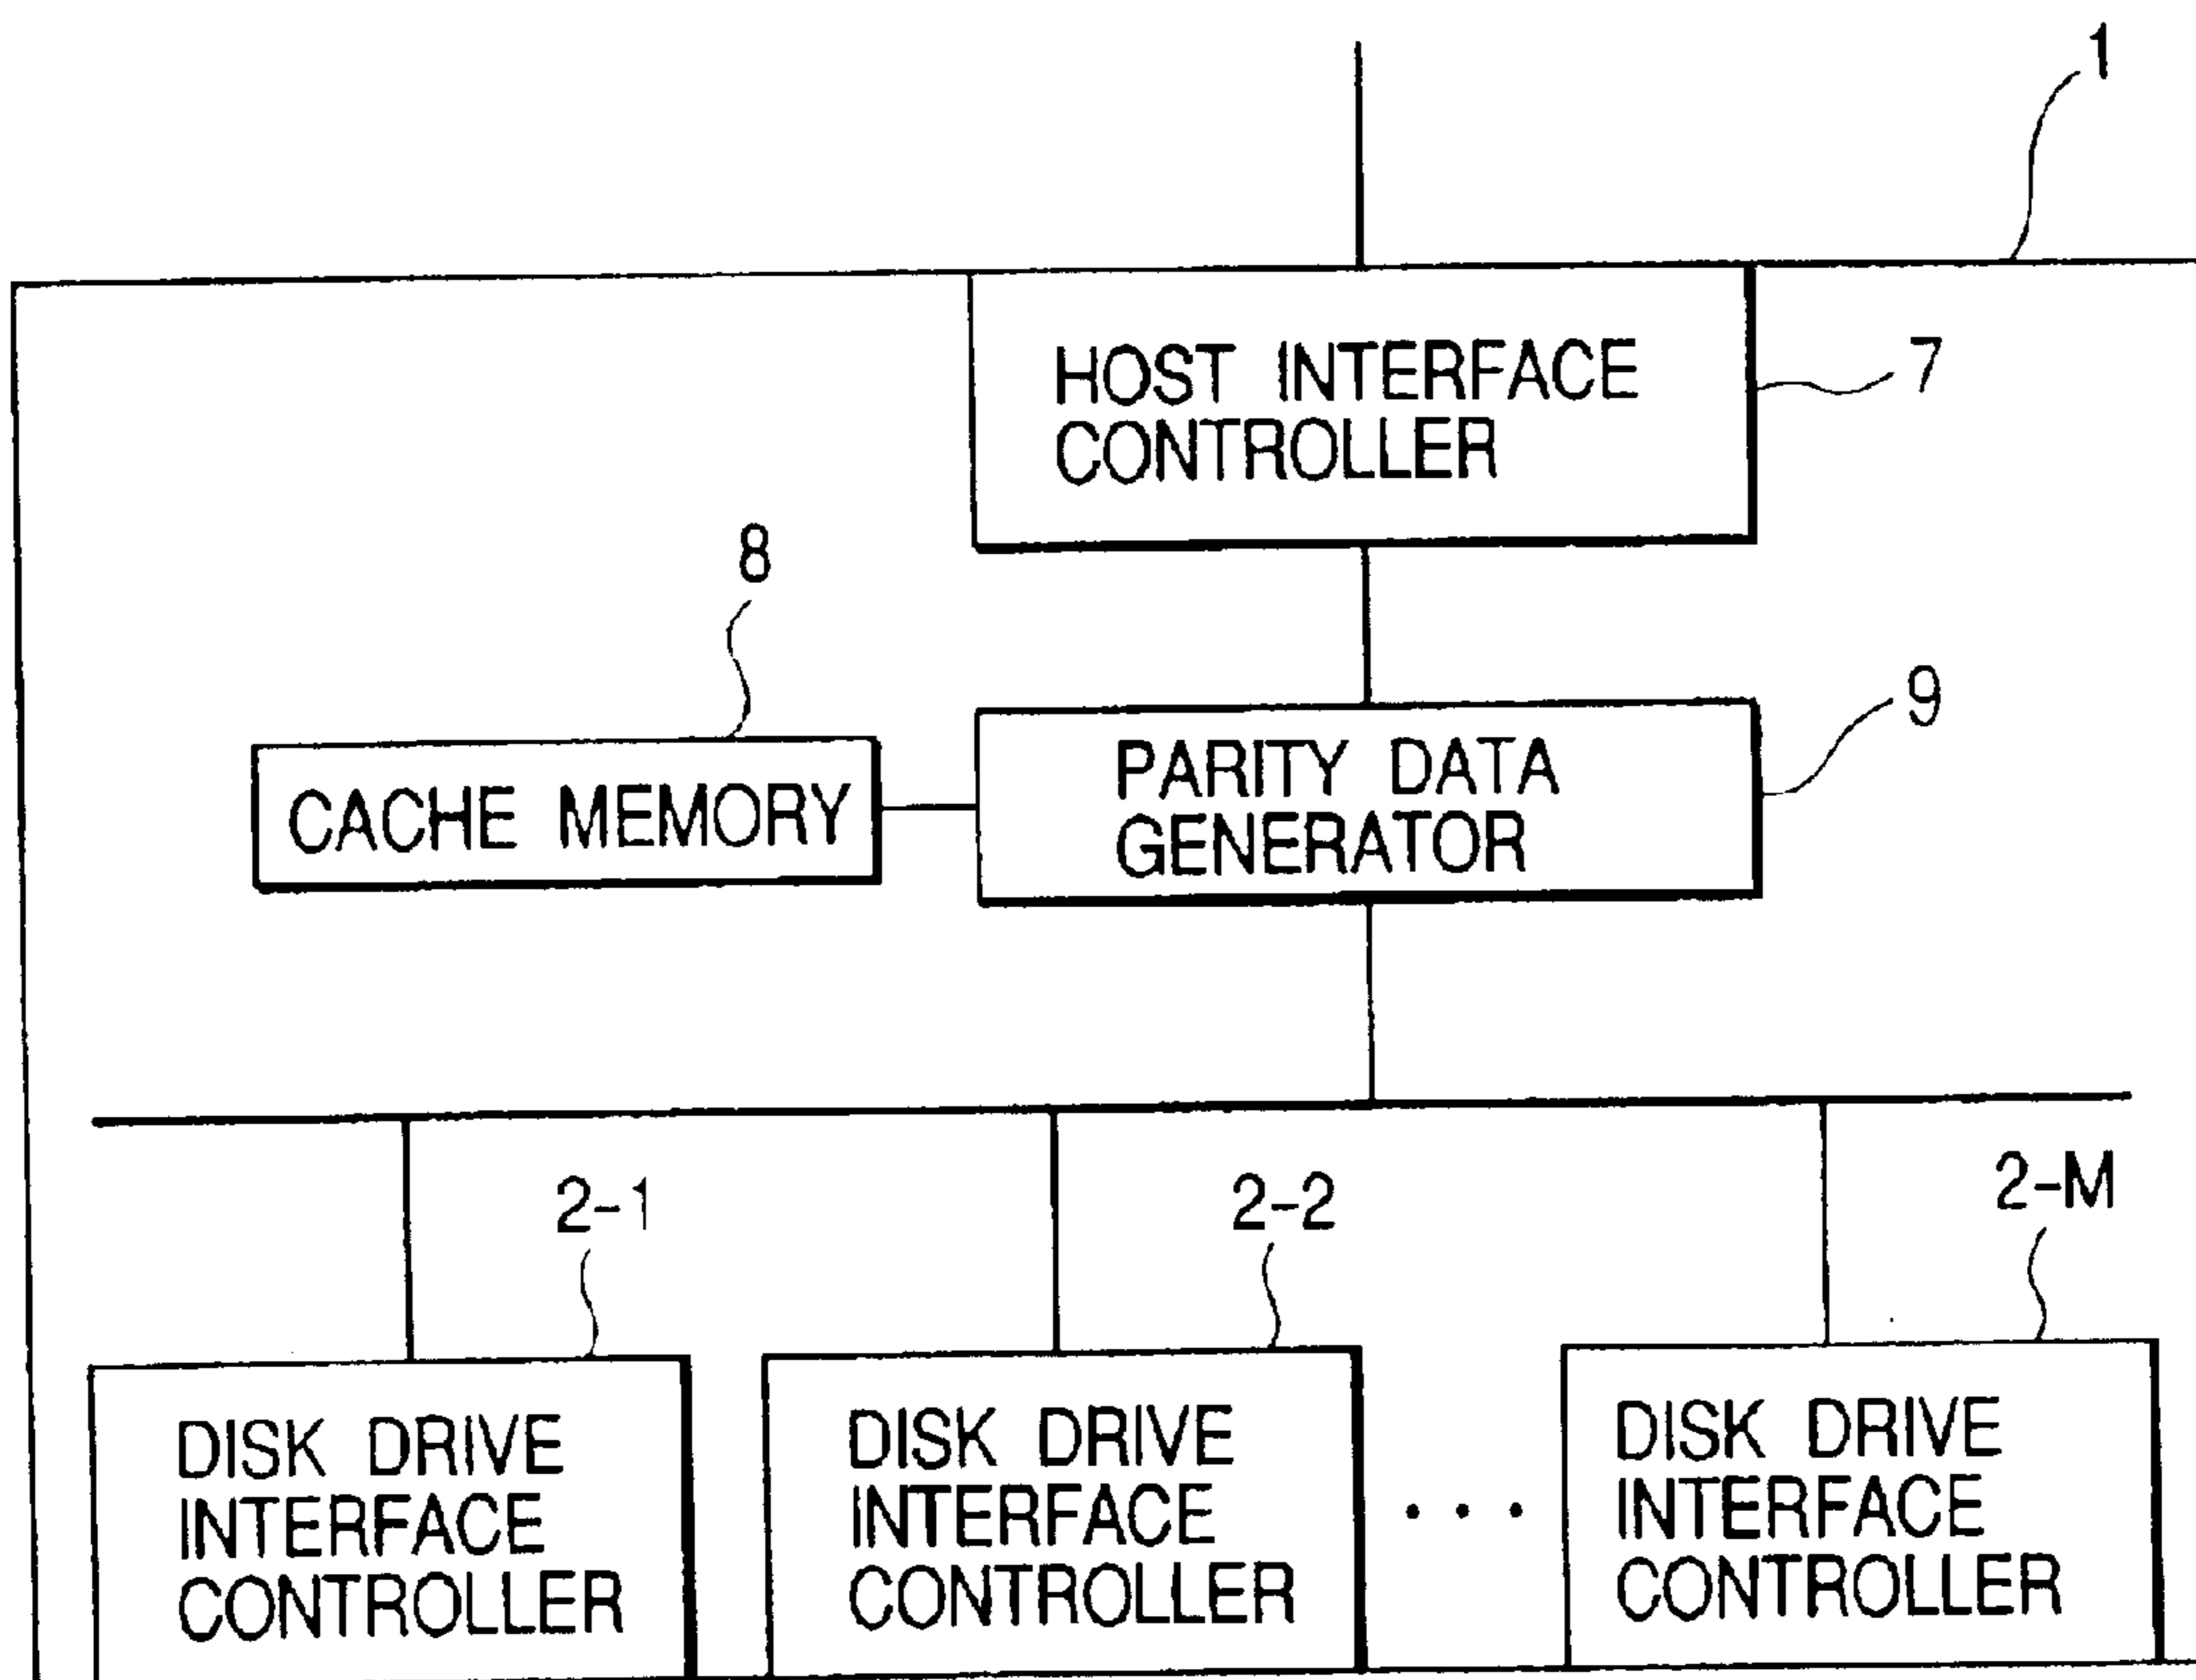 1
HOST INTERFACE
CONTROLLER
7
8
9
CACHE MEMORY
PARITY DATA
GENERATOR
2-1
2-2
2-M
DISK DRIVE
INTERFACE
CONTROLLER
DISK DRIVE
INTERFACE
CONTROLLER
...
DISK DRIVE
INTERFACE
CONTROLLER